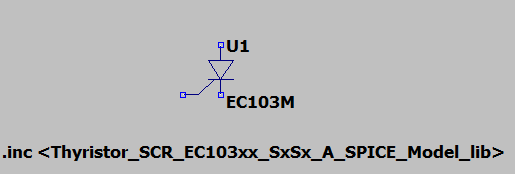 U1
EC103M
.inc <Thyristor_SCR_EC103xx_SxSx_A_SPICE_Model_lib>